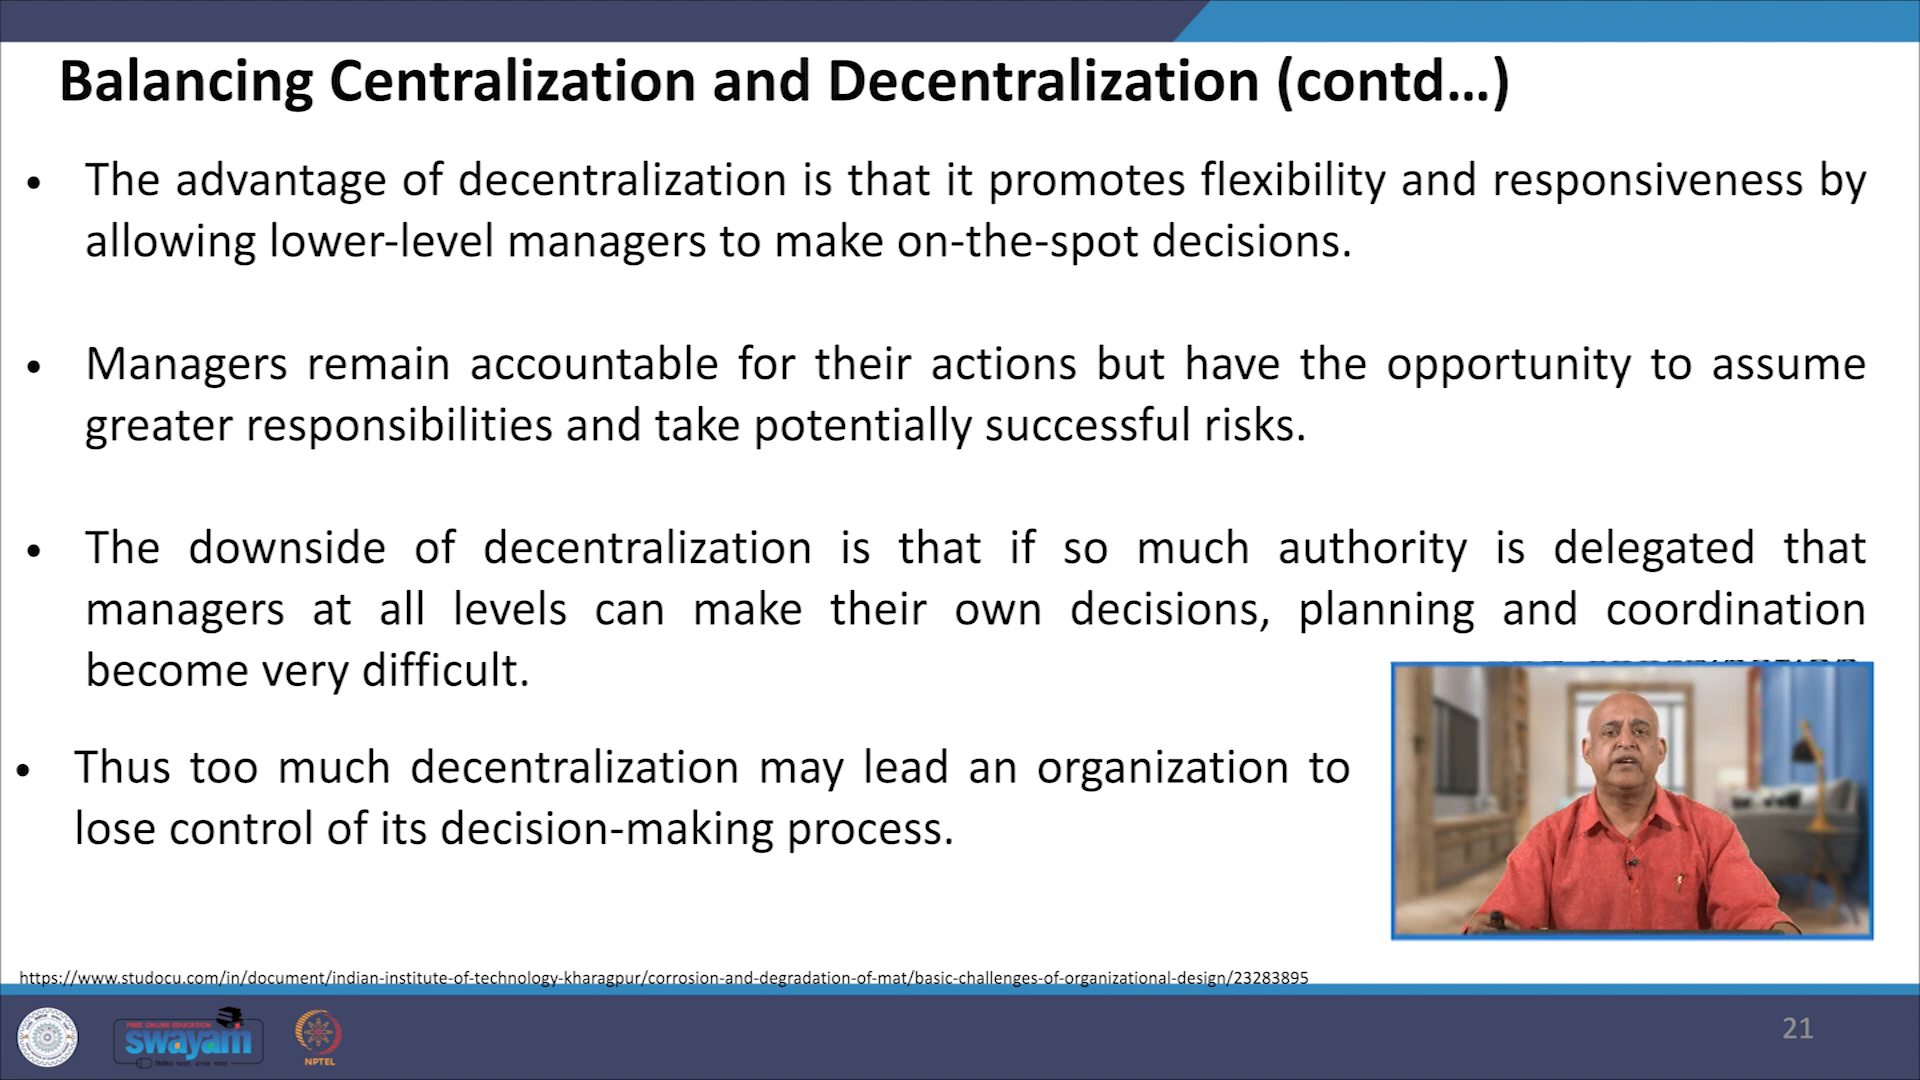 Balancing Centralization and Decentralization (contd...)
• The advantage of decentralization is that it promotes flexibility and responsiveness by
allowing lower-level managers to make on-the-spot decisions.
• Managers remain accountable for their actions but have the opportunity to assume
greater responsibilities and take potentially successful risks.
• The downside of decentralization is that if so much authority is delegated that
managers at all levels can make their own decisions, planning and coordination
become very difficult.
• Thus too much decentralization may lead an organization to
lose control of its decision-making process.
https://www.studocu.com/in/document/indian-institute-of-technology-kharagpur/corrosion-and-degradation-of-mat/basic-challenges-of-organizational-design/23283895
FREE ONLINE EDUCATION
swayam
NPTEL
21